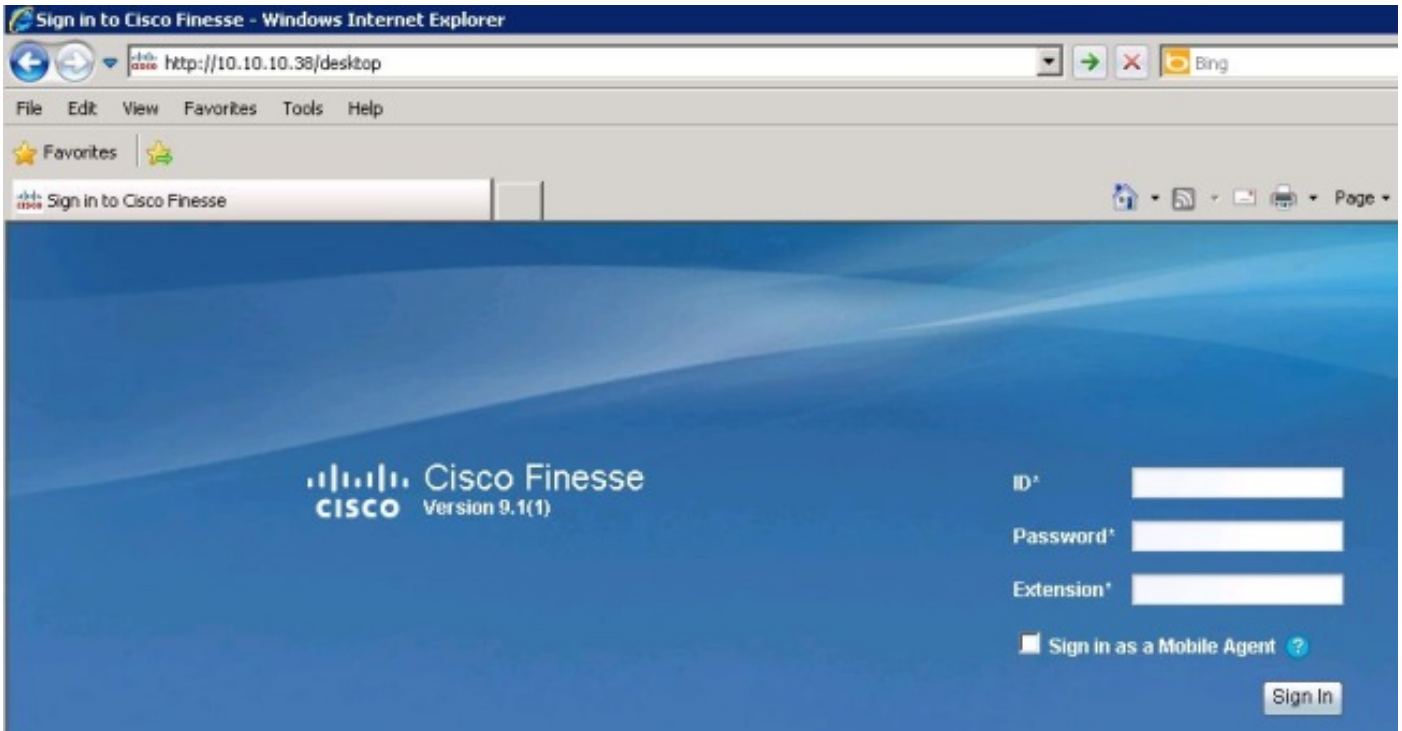 Sign in to Cisco Finesse - Windows Internet Explorer
cisco http://10.10.10.38/desktop Bing
File Edit View Favorites Tools Help
Favorites
cisco Sign in to Cisco Finesse Page
CISCO Cisco Finesse
Version 9.1(1)
ID*
Password*
Extension*
Sign in as a Mobile Agent ?
Sign In